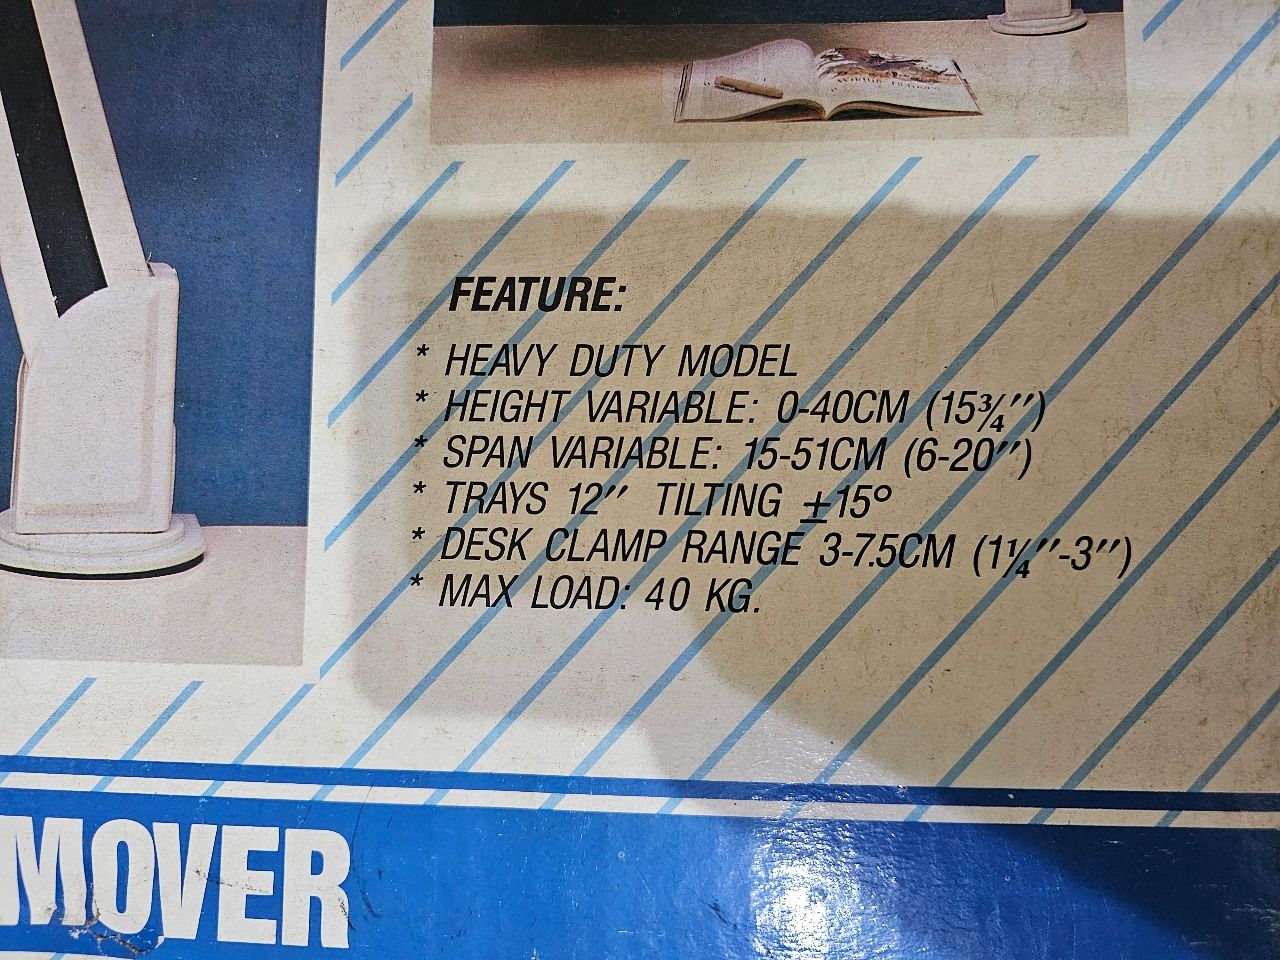 FEATURE:
* HEAVY DUTY MODEL
* HEIGHT VARIABLE: 0-40CM (15¾″)
* SPAN VARIABLE: 15-51CM (6-20″)
* TRAYS 12″ TILTING ±15°
* DESK CLAMP RANGE 3-7.5CM (1¼″-3″)
* MAX LOAD: 40 KG.
MOVER